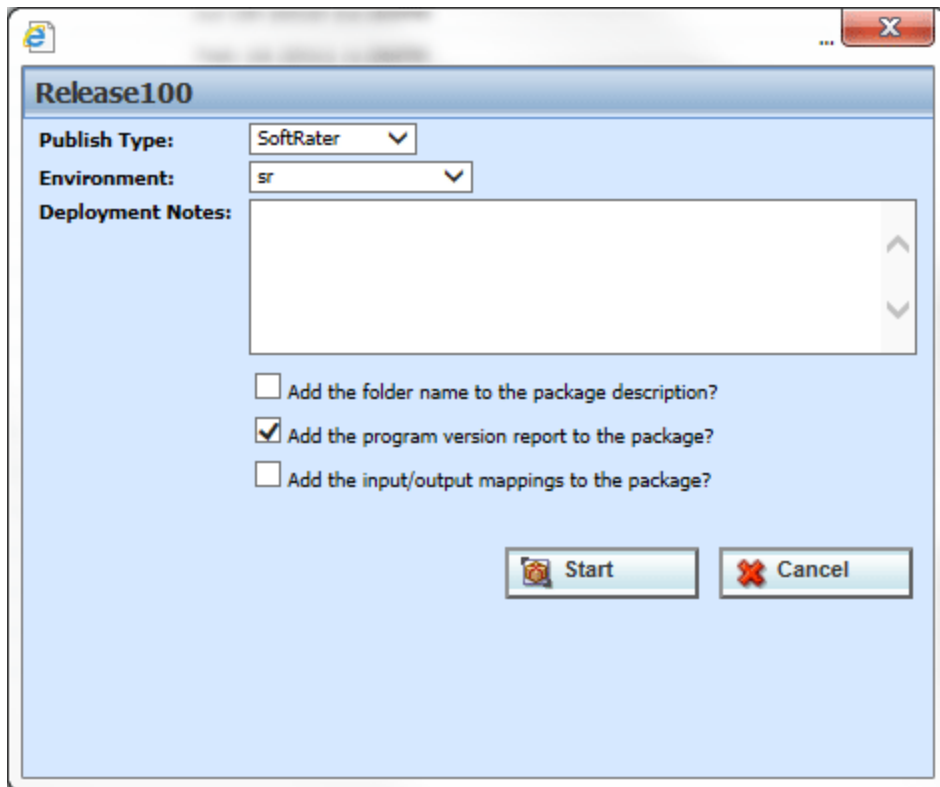 ...
Release100
Publish Type: SoftRater
Environment: sr
Deployment Notes:
Add the folder name to the package description?
Add the program version report to the package?
Add the input/output mappings to the package?
Start Cancel